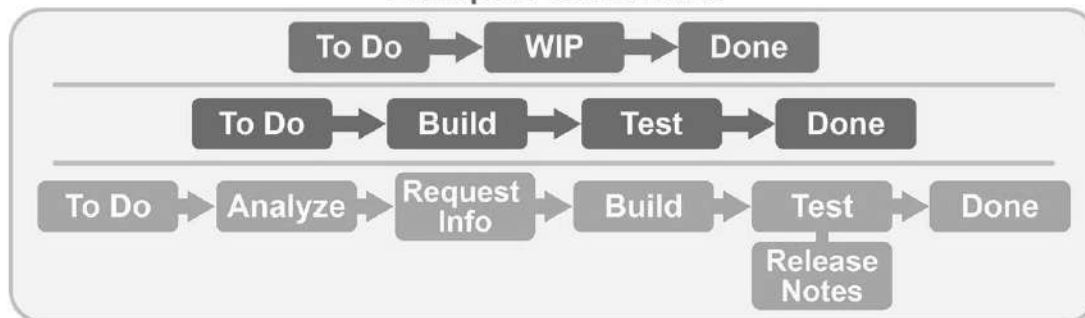 To Do WIP Done
To Do Build Test Done
To Do Analyze Request Info Build Test Done
Release
Notes